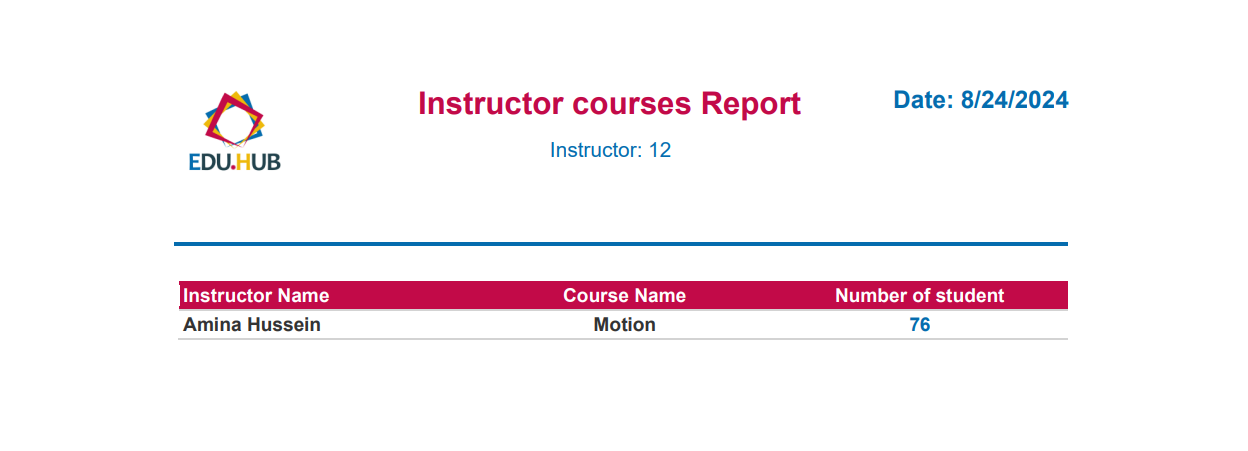 EDU.HUB
Instructor courses Report
Date: 8/24/2024
Instructor: 12
Instructor Name Course Name Number of student
Amina Hussein Motion 76